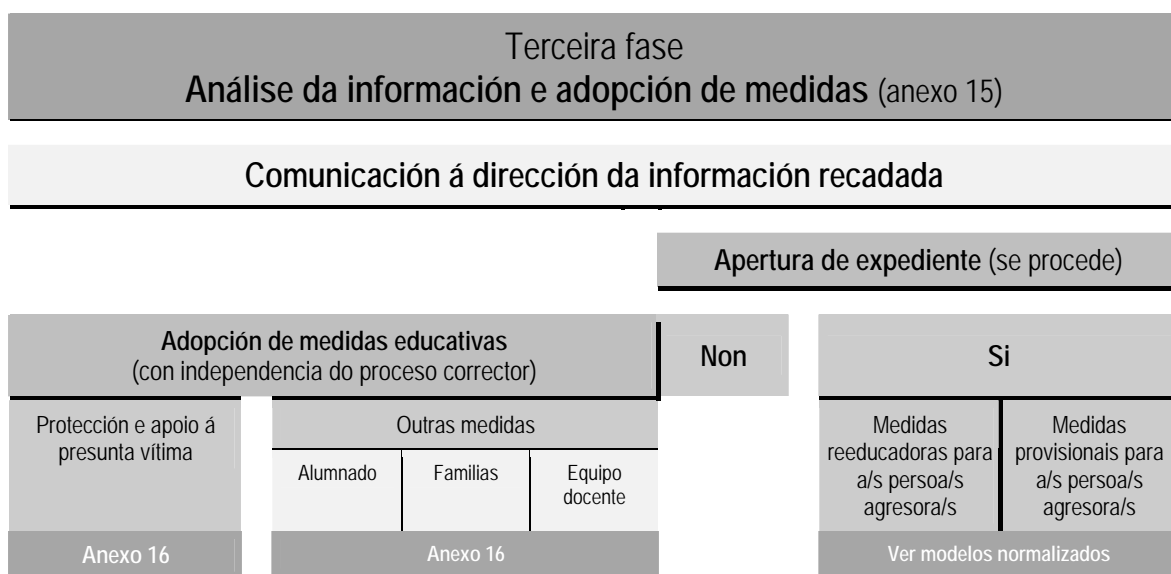 Terceira fase
Análise da información e adopción de medidas (anexo 15)
Comunicación á dirección da información recadada
Apertura de expediente (se procede)
Adopción de medidas educativas
(con independencia do proceso corrector)
Non
Si
Protección e apoio á
presunta vítima
Outras medidas
Alumnado
Familias
Equipo
docente
Medidas
reeducadoras para
a/s persoa/s
agresora/s
Medidas
provisionais para
a/s persoa/s
agresora/s
Anexo 16
Anexo 16
Ver modelos normalizados